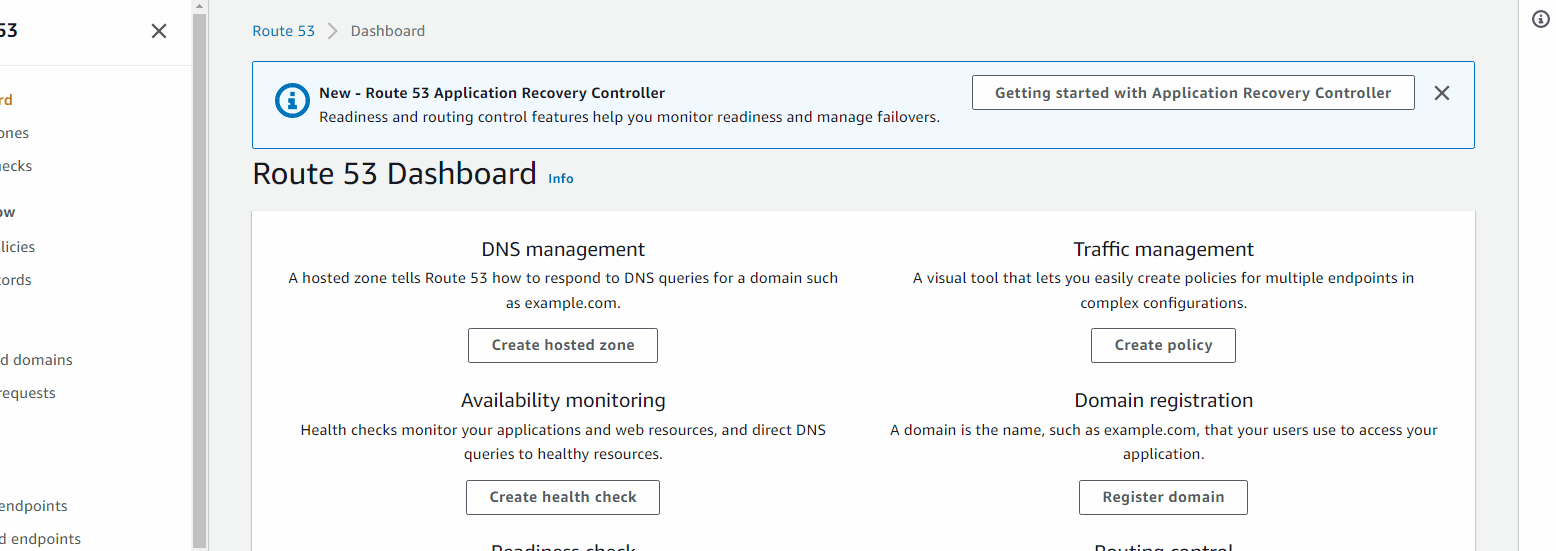 53
rd
ones
ecks
ow
licies
ords
d domains
requests
endpoints
d endpoints
Route 53 Dashboard
New - Route 53 Application Recovery Controller
Readiness and routing control features help you monitor readiness and manage failovers.
Getting started with Application Recovery Controller
Route 53 Dashboard Info
DNS management
A hosted zone tells Route 53 how to respond to DNS queries for a domain such
as example.com.
Create hosted zone
Traffic management
A visual tool that lets you easily create policies for multiple endpoints in
complex configurations.
Create policy
Availability monitoring
Health checks monitor your applications and web resources, and direct DNS
queries to healthy resources.
Create health check
Domain registration
A domain is the name, such as example.com, that your users use to access your
application.
Register domain
Readiness check
Routing control